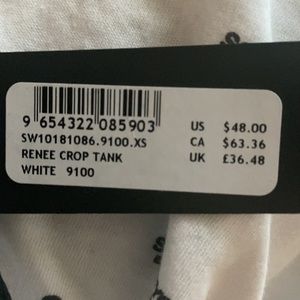 9 654322 085903
SW10181086.9100.XS
RENEE CROP TANK
WHITE 9100
US $48.00
CA $63.36
UK £36.48